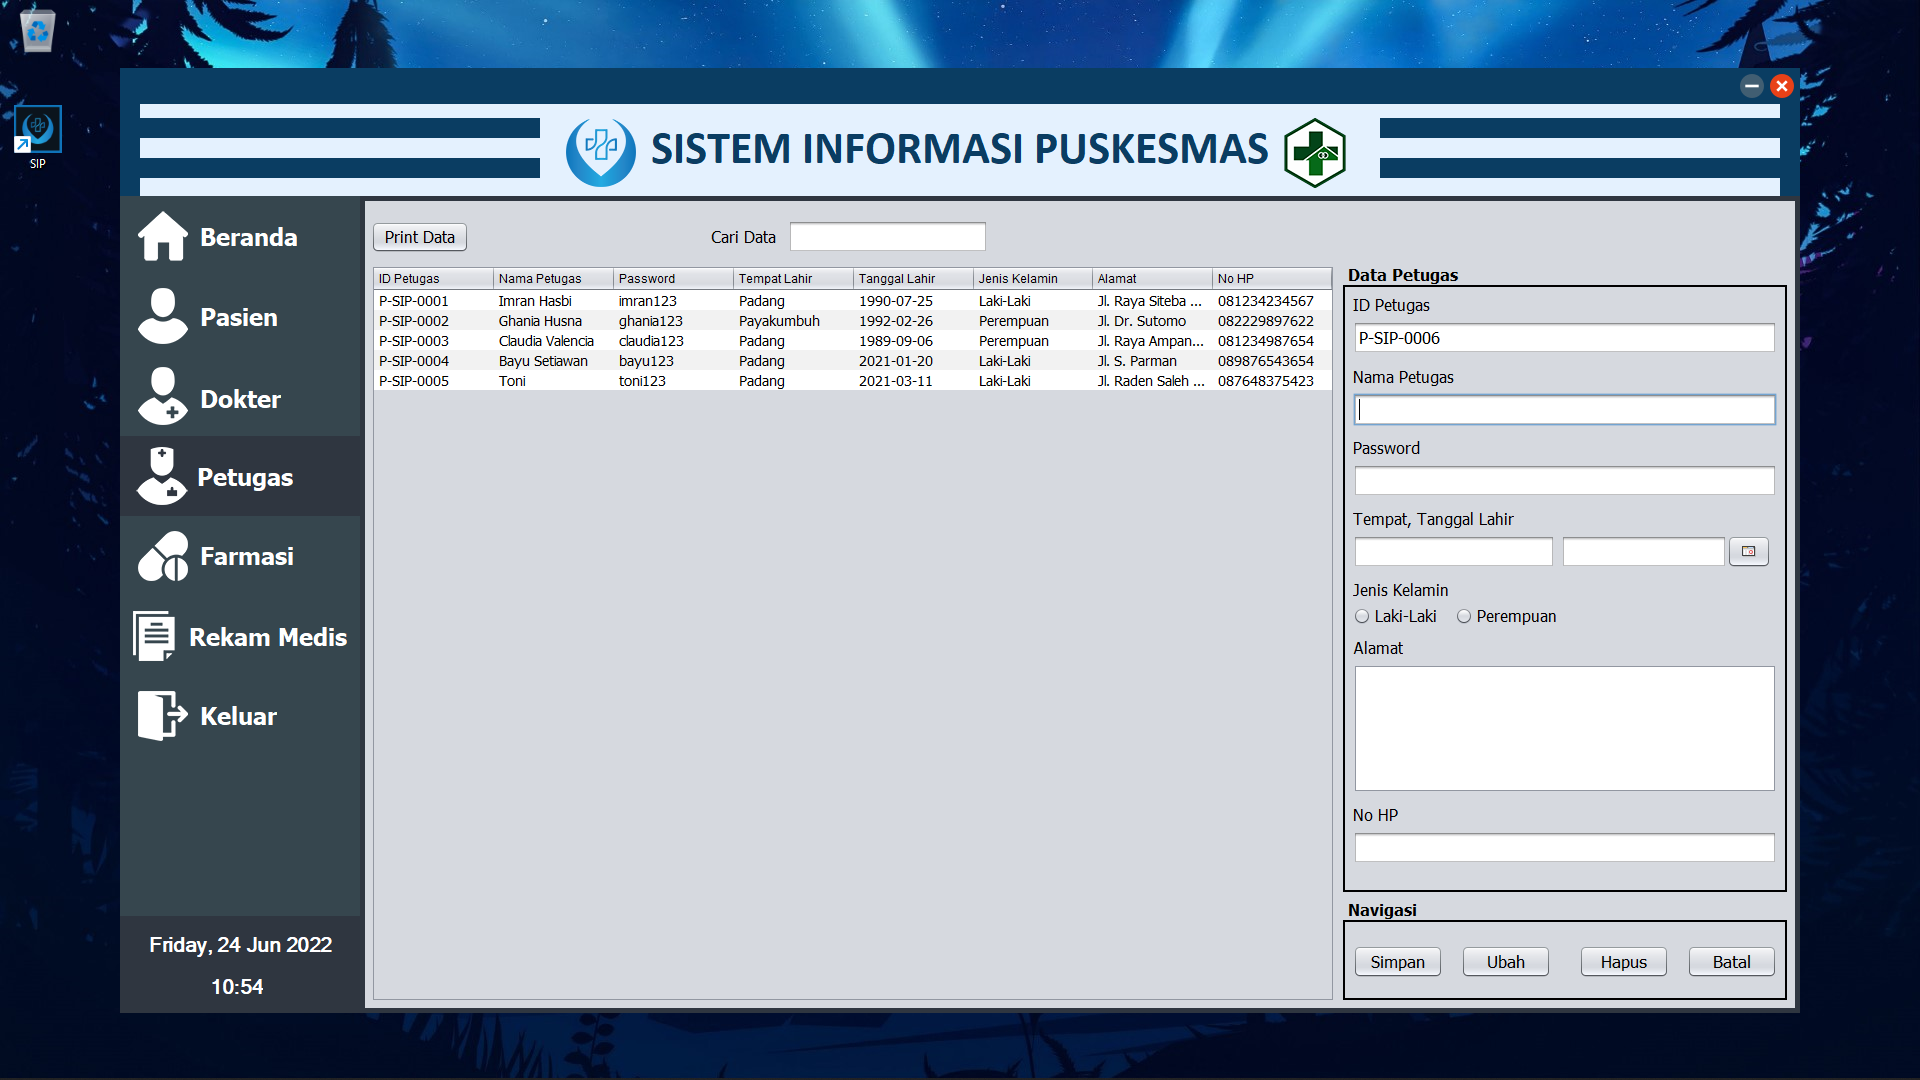 SIP
SISTEM INFORMASI PUSKESMAS
Beranda
Pasien
Dokter
Petugas
Farmasi
Rekam Medis
Keluar
Friday, 24 Jun 2022
10:54
Print Data
Cari Data
ID Petugas Nama Petugas Password Tempat Lahir Tanggal Lahir Jenis Kelamin Alamat No HP
P-SIP-0001 Imran Hasbi imran123 Padang 1990-07-25 Laki-Laki Jl. Raya Siteba ... 081234234567
P-SIP-0002 Ghania Husna ghania123 Payakumbuh 1992-02-26 Perempuan Jl. Dr. Sutomo 082229897622
P-SIP-0003 Claudia Valencia claudia123 Padang 1989-09-06 Perempuan Jl. Raya Ampan... 081234987654
P-SIP-0004 Bayu Setiawan bayu123 Padang 2021-01-20 Laki-Laki Jl. S. Parman 089876543654
P-SIP-0005 Toni toni123 Padang 2021-03-11 Laki-Laki Jl. Raden Saleh ... 087648375423
Data Petugas
ID Petugas
P-SIP-0006
Nama Petugas
Password
Tempat, Tanggal Lahir
Jenis Kelamin
Laki-Laki Perempuan
Alamat
No HP
Navigasi
Simpan Ubah Hapus Batal